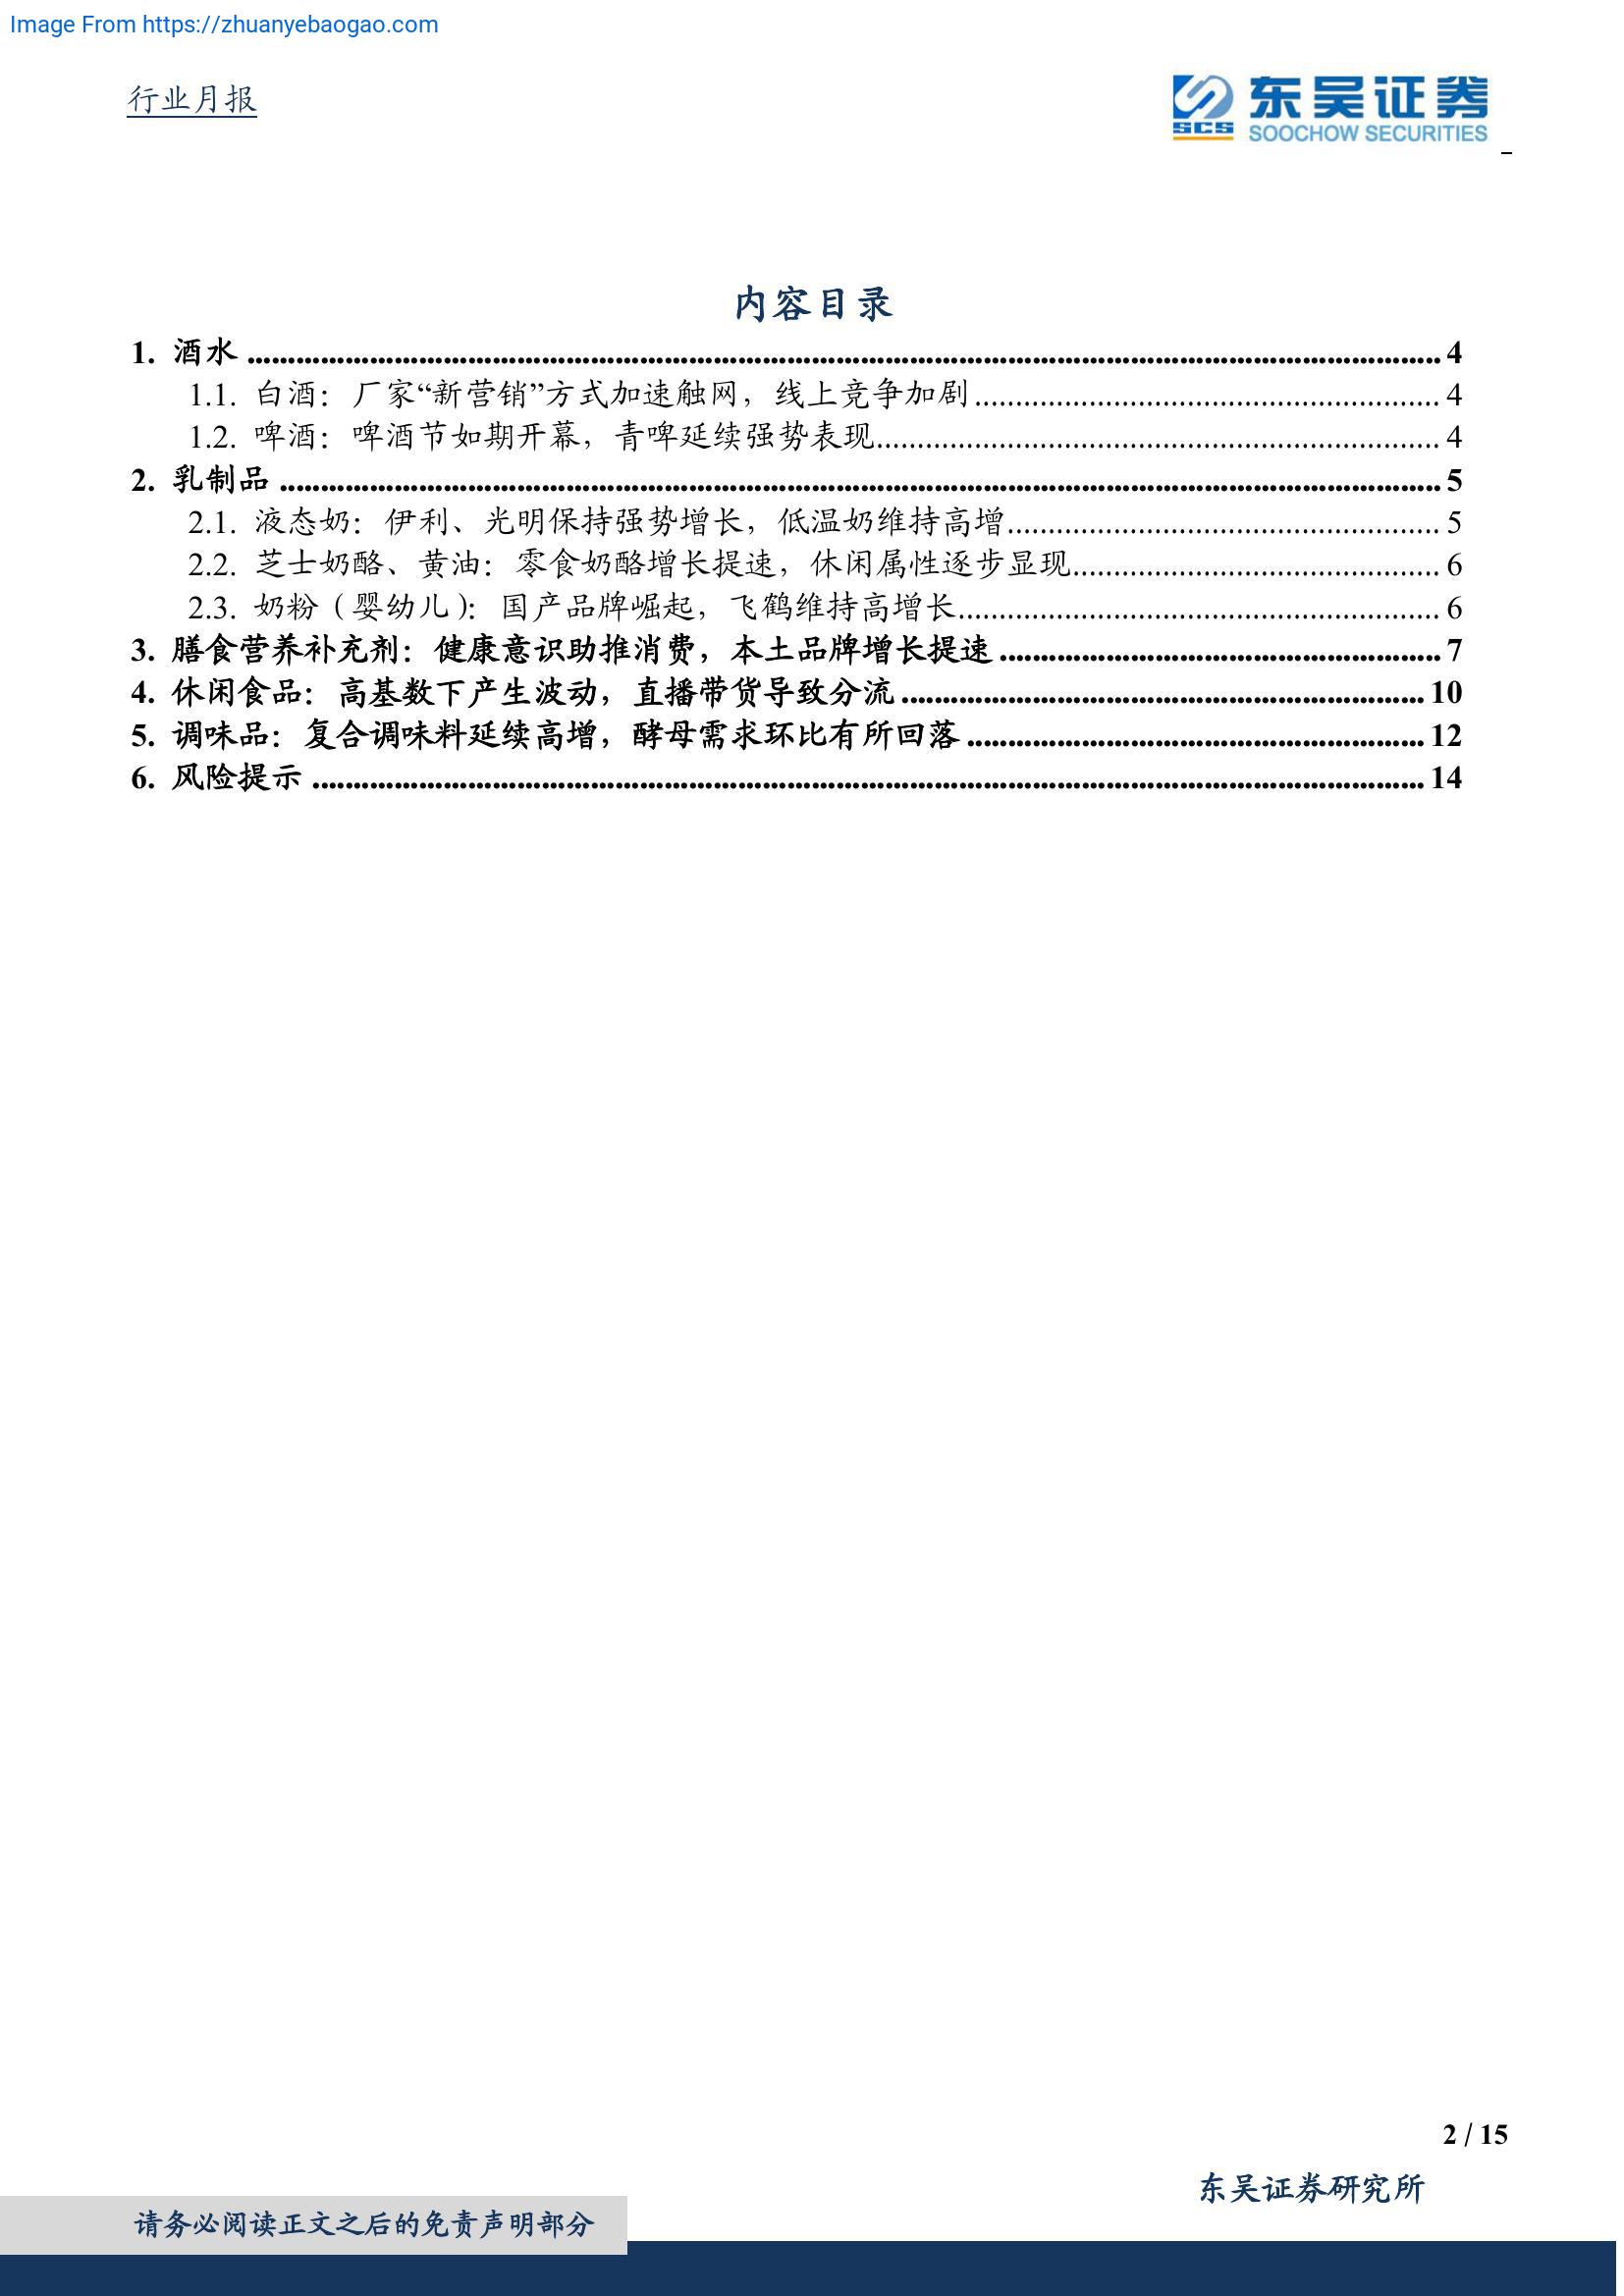 Image From https://zhuanyebaogao.com
行业月报
东吴证券
SCS
SOOCHOW SECURITIES
内容目录
1. 酒水 4
1.1. 白酒：厂家“新营销”方式加速触网，线上竞争加剧 4
1.2. 啤酒：啤酒节如期开幕，青啤延续强势表现 4
2. 乳制品 5
2.1. 液态奶：伊利、光明保持强势增长，低温奶维持高增 5
2.2. 芝士奶酪、黄油：零食奶酪增长提速，休闲属性逐步显现 6
2.3. 奶粉（婴幼儿）：国产品牌崛起，飞鹤维持高增长 6
3. 膳食营养补充剂：健康意识助推消费，本土品牌增长提速 7
4. 休闲食品：高基数下产生波动，直播带货导致分流 10
5. 调味品：复合调味料延续高增，酵母需求环比有所回落 12
6. 风险提示 14
2 / 15
东吴证券研究所
请务必阅读正文之后的免责声明部分